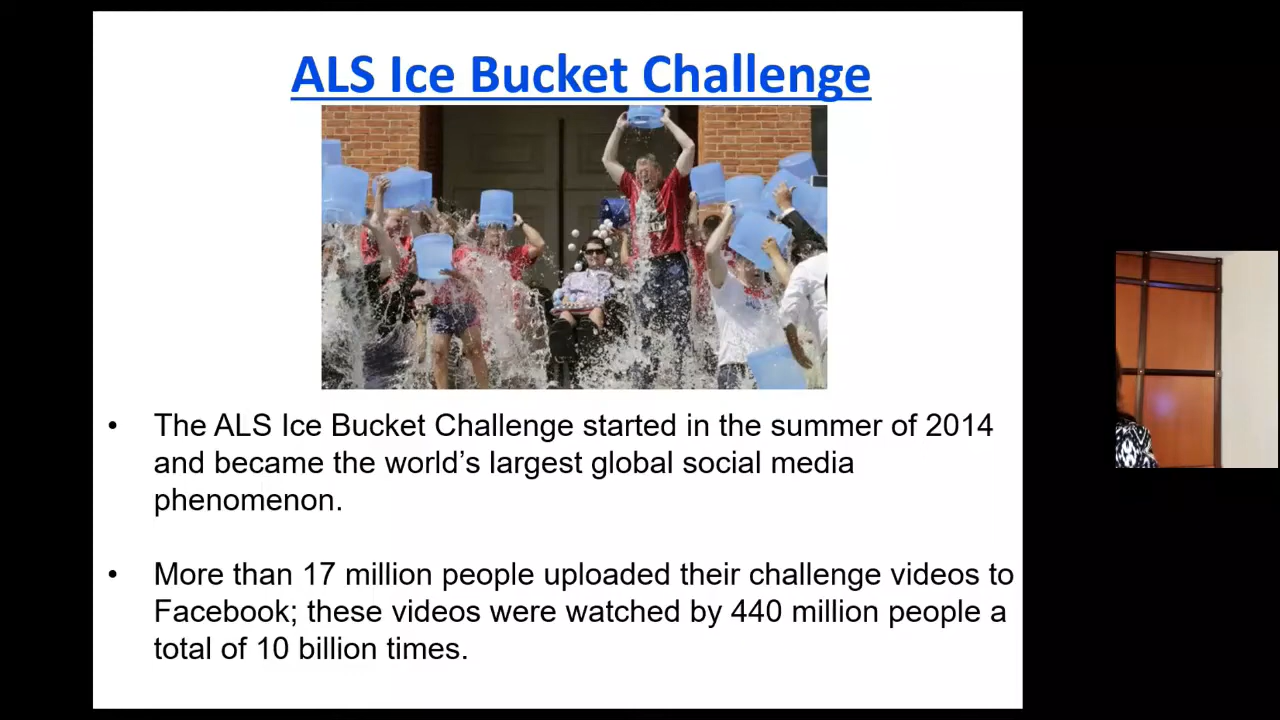 ALS Ice Bucket Challenge
• The ALS Ice Bucket Challenge started in the summer of 2014
and became the world’s largest global social media
phenomenon.
• More than 17 million people uploaded their challenge videos to
Facebook; these videos were watched by 440 million people a
total of 10 billion times.